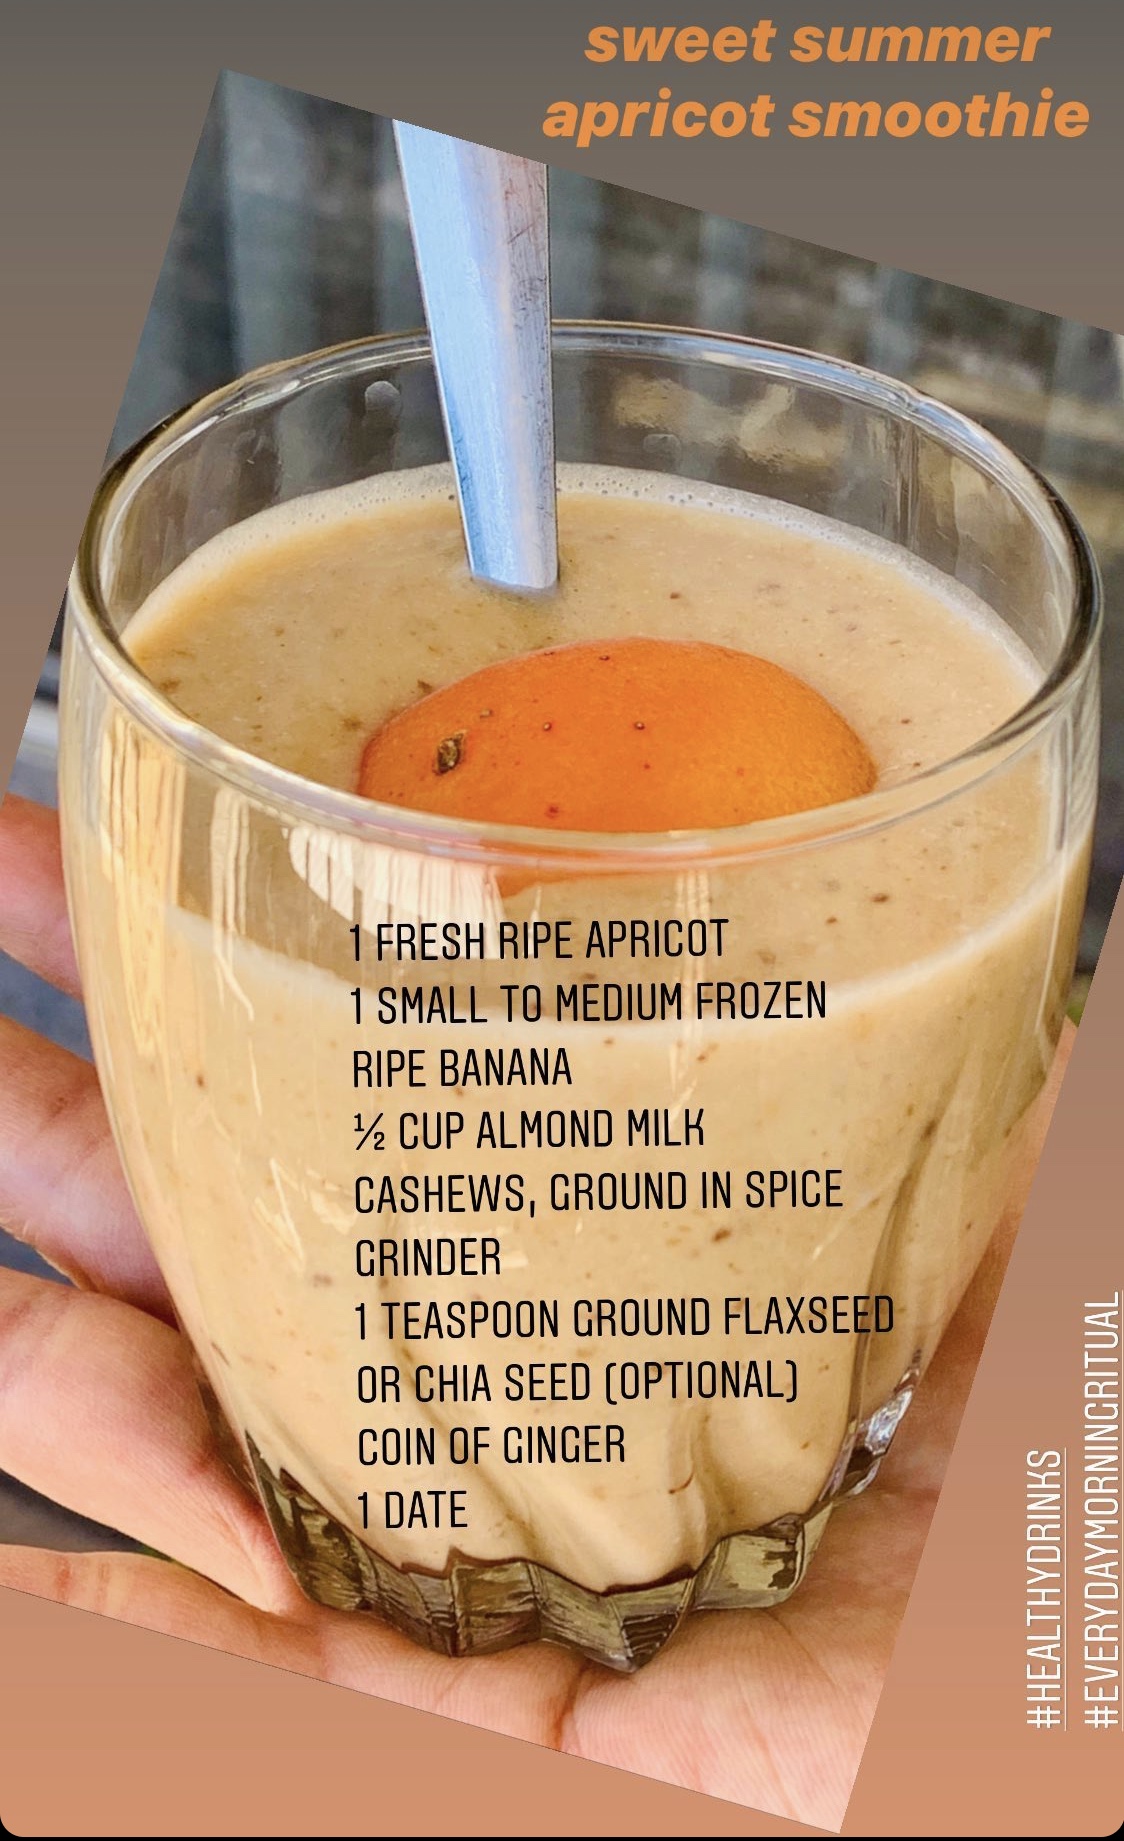 sweet summer
apricot smoothie
1 FRESH RIPE APRICOT
1 SMALL TO MEDIUM FROZEN
RIPE BANANA
½ CUP ALMOND MILK
CASHEWS, GROUND IN SPICE
GRINDER
1 TEASPOON GROUND FLAXSEED
OR CHIA SEED (OPTIONAL)
COIN OF GINGER
1 DATE
#HEALTHYDRINKS
#EVERYDAYMORNINGRITUAL